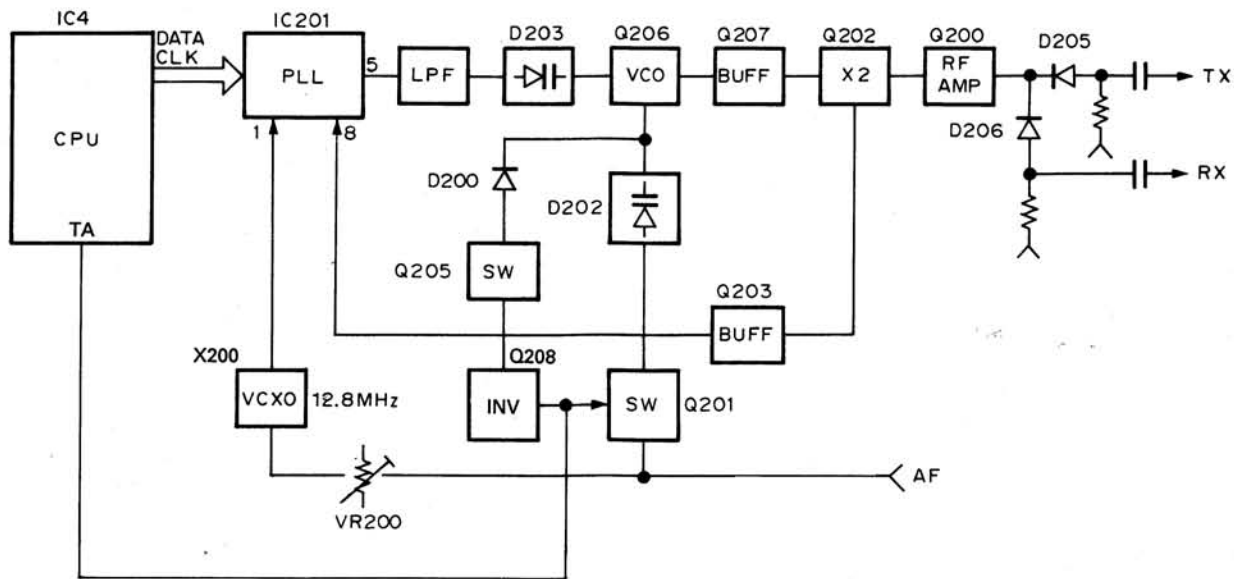 IC4
IC201
D203
Q206
Q207
Q202
Q200
D205
DATA
CLK
PLL
5
LPF
VCO
BUFF
X2
RF
AMP
TX
CPU
1
8
D206
D200
D202
RX
TA
Q205
SW
Q203
BUFF
X200
Q208
VCXO
12.8MHz
INV
SW
Q201
AF
VR200